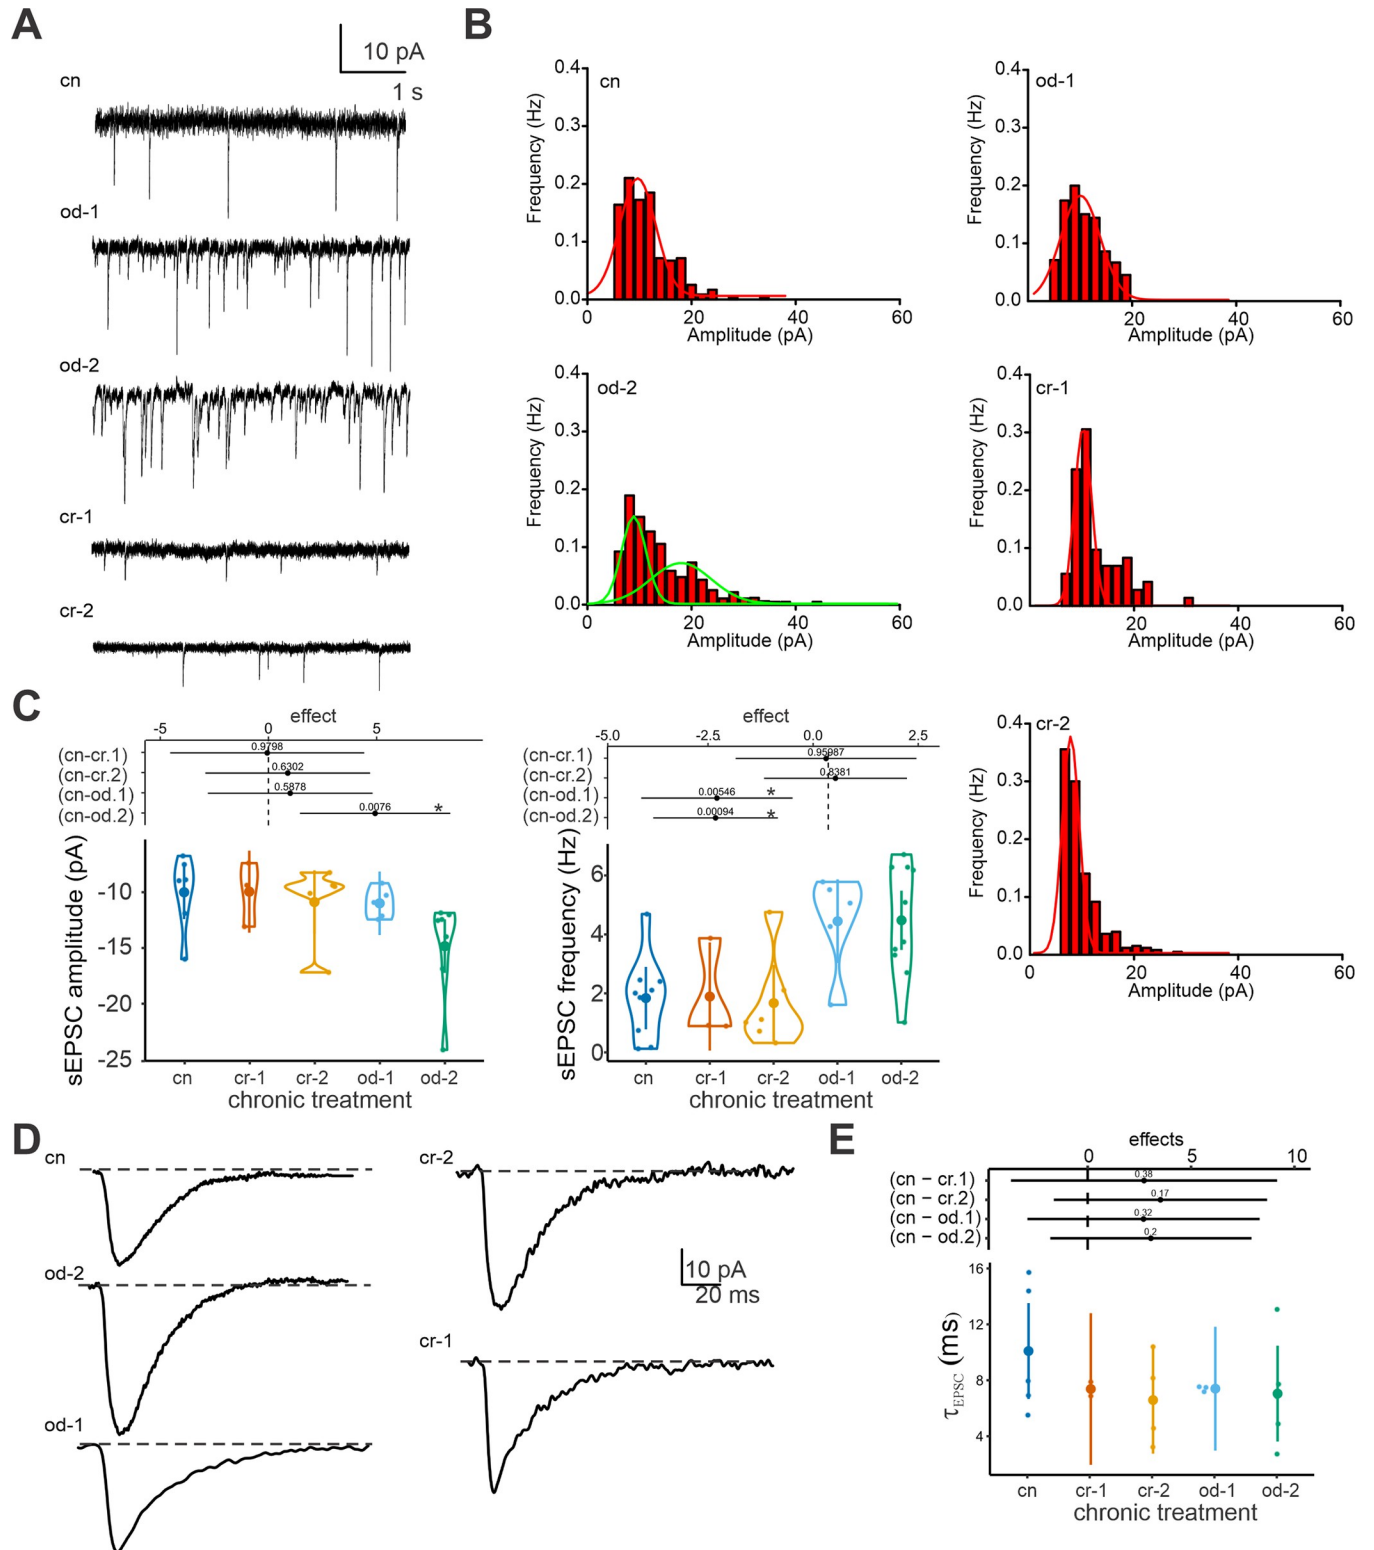 A
10 pA
1 s
cn
od-1
od-2
cr-1
cr-2
B
cn
Frequency (Hz)
0.4
0.3
0.2
0.1
0.0
0 20 40 60
Amplitude (pA)
od-1
Frequency (Hz)
0.4
0.3
0.2
0.1
0.0
20 40 60
Amplitude (pA)
od-2
Frequency (Hz)
0.4
0.3
0.2
0.1
0.0
0 20 40 60
Amplitude (pA)
cr-1
Frequency (Hz)
0.4
0.3
0.2
0.1
0.0
20 40 60
Amplitude (pA)
cr-2
Frequency (Hz)
0.4
0.3
0.2
0.1
0.0
0 20 40 60
Amplitude (pA)
C
effect
-5 0 5
(cn-cr.1) 0.9798
(cn-cr.2) 0.6302
(cn-od.1) 0.5878
(cn-od.2) 0.0076 *
sEPSC amplitude (pA)
-10
-15
-20
-25
cn cr-1 cr-2 od-1 od-2
chronic treatment
effect
-5.0 -2.5 0.0 2.5
(cn-cr.1) 0.95987
(cn-cr.2) 0.8381
(cn-od.1) 0.00546 *
(cn-od.2) 0.00094 *
sEPSC frequency (Hz)
6
4
2
0
cn cr-1 cr-2 od-1 od-2
chronic treatment
D
cn
od-2
od-1
cr-2
10 pA
20 ms
cr-1
E
effects
0 5 10
(cn − cr.1) 0.38
(cn − cr.2) 0.17
(cn − od.1) 0.32
(cn − od.2) 0.2
τEPSC (ms)
16
12
8
4
cn cr-1 cr-2 od-1 od-2
chronic treatment